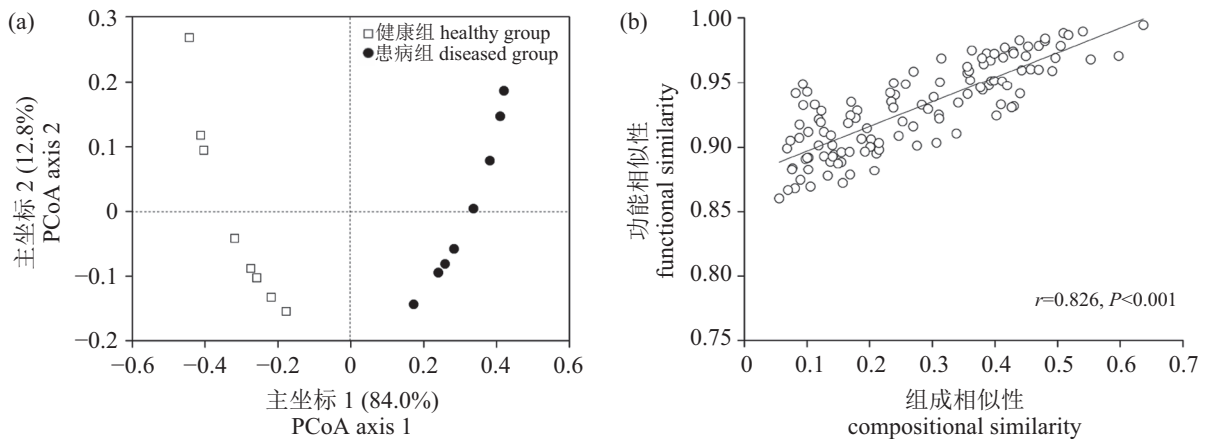 (a)
0.3
0.2
0.1
0
−0.1
−0.2
主坐标 2 (12.8%)
PCoA axis 2
健康组 healthy group
患病组 diseased group
−0.6
−0.4
−0.2
0
0.2
0.4
0.6
主坐标 1 (84.0%)
PCoA axis 1
(b)
1.00
0.95
0.90
0.85
0.80
0.75
功能相似性
functional similarity
r=0.826, P<0.001
0
0.1
0.2
0.3
0.4
0.5
0.6
0.7
组成相似性
compositional similarity